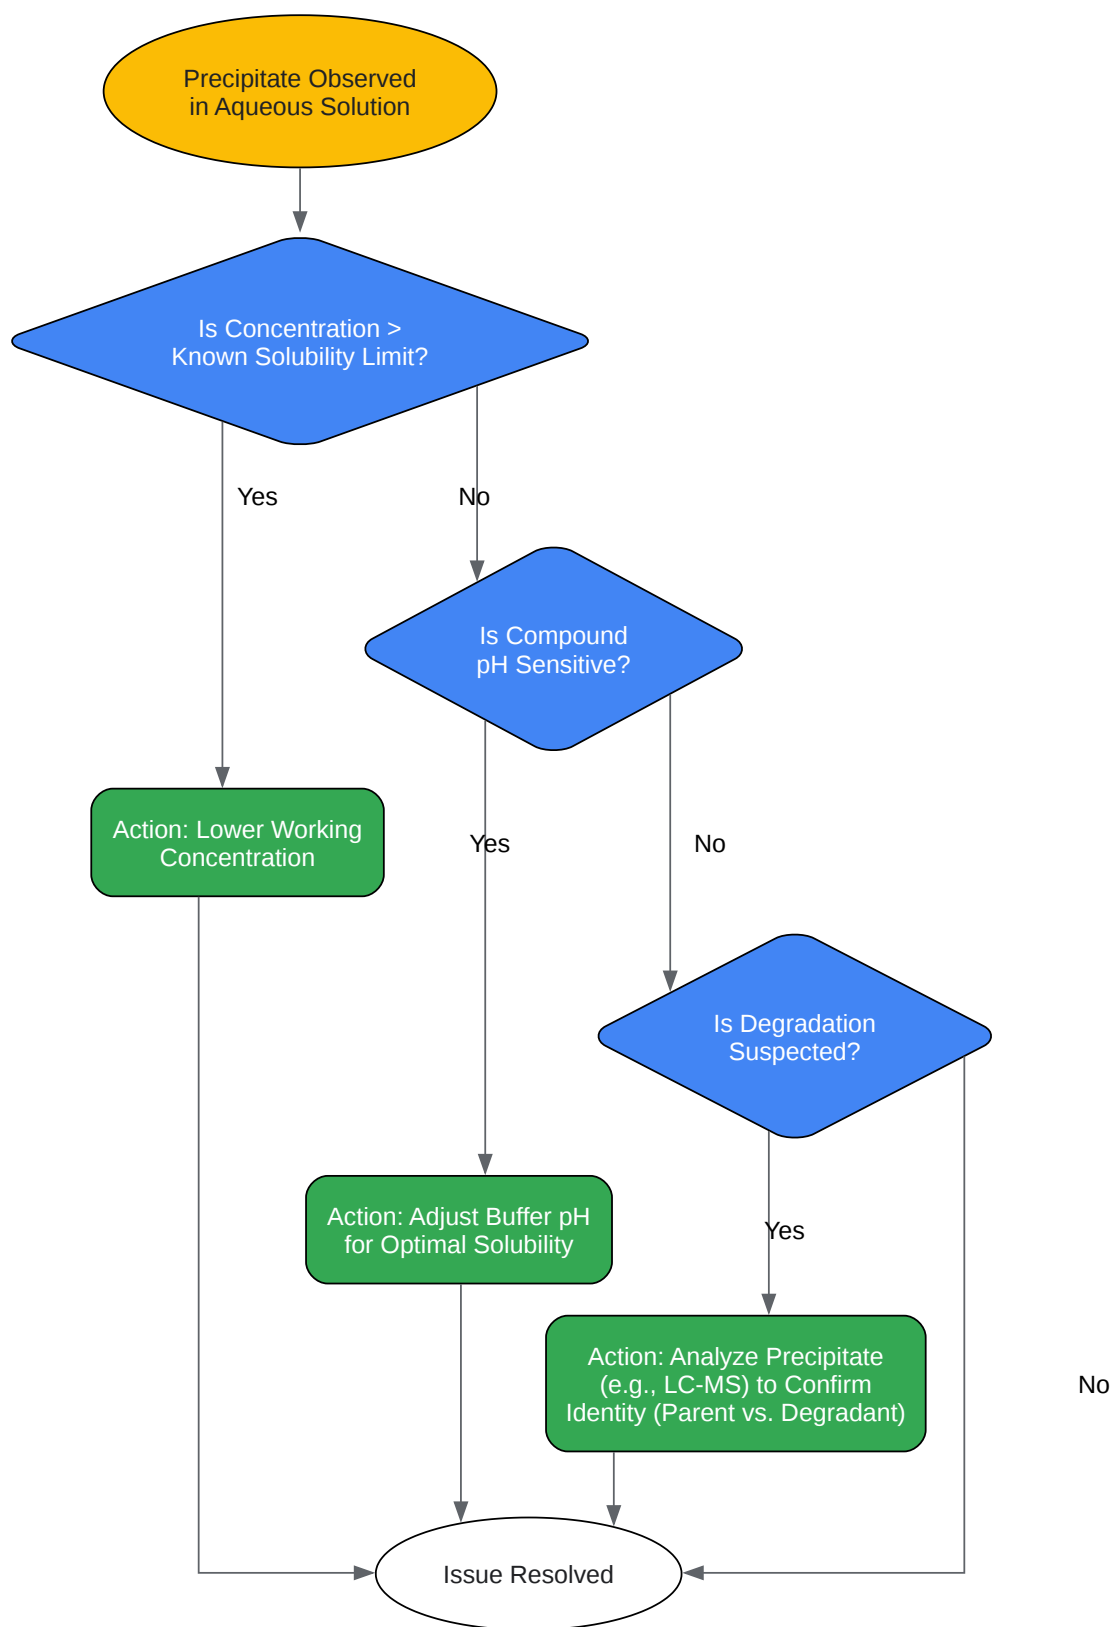 Precipitate Observed
in Aqueous Solution
Is Concentration >
Known Solubility Limit?
Yes
No
Is Compound
pH Sensitive?
Action: Lower Working
Concentration
Yes
No
Is Degradation
Suspected?
Action: Adjust Buffer pH
for Optimal Solubility
Yes
Action: Analyze Precipitate
(e.g., LC-MS) to Confirm
Identity (Parent vs. Degradant)
No
Issue Resolved